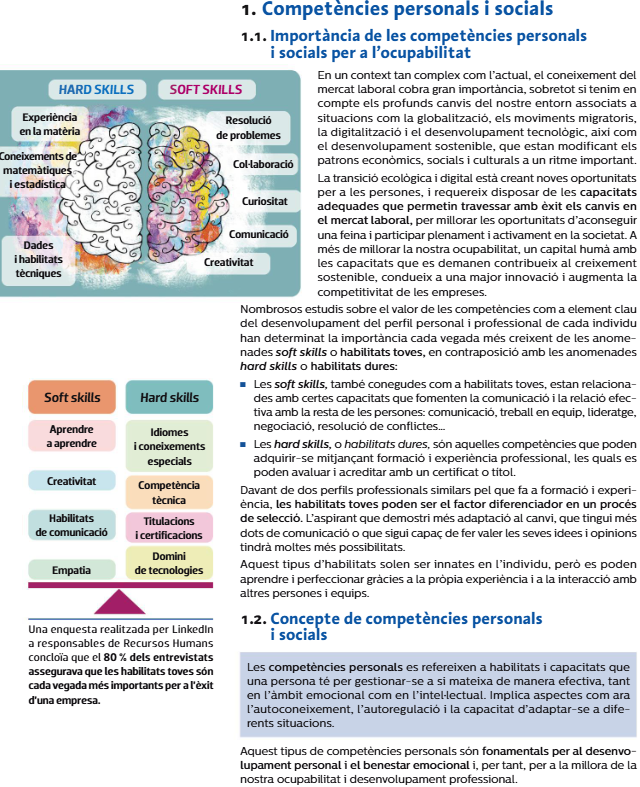 1. Competències personals i socials
1.1. Importància de les competències personals
i socials per a l'ocupabilitat
HARD SKILLS
SOFT SKILLS
Experiència
en la matèria
Coneixements de
matemàtiques
i estadística
Dades
i habilitats
tècniques
Resolució
de problemes
Col·laboració
Curiositat
Comunicació
Creativitat
En un context tan complex com l'actual, el coneixement del
mercat laboral cobra gran importància, sobretot si tenim en
compte els profunds canvis del nostre entorn associats a
situacions com la globalització, els moviments migratoris,
la digitalització i el desenvolupament tecnològic, així com
el desenvolupament sostenible, que estan modificant els
patrons econòmics, socials i culturals a un ritme important.
La transició ecològica i digital està creant noves oportunitats
per a les persones, i requereix disposar de les capacitats
adequades que permetin travessar amb èxit els canvis en
el mercat laboral, per millorar les oportunitats d'aconseguir
una feina i participar plenament i activament en la societat. A
més de millorar la nostra ocupabilitat, un capital humà amb
les capacitats que es demanen contribueix al creixement
sostenible, condueix a una major innovació i augmenta la
competitivitat de les empreses.
Nombrosos estudis sobre el valor de les competències com a element clau
del desenvolupament del perfil personal i professional de cada individu
han determinat la importància cada vegada més creixent de les anome-
nades soft skills o habilitats toves, en contraposició amb les anomenades
hard skills o habilitats dures:
▪ Les soft skills, també conegudes com a habilitats toves, estan relaciona-
des amb certes capacitats que fomenten la comunicació i la relació efec-
tiva amb la resta de les persones: comunicació, treball en equip, lideratge,
negociació, resolució de conflictes...
▪ Les hard skills, o habilitats dures, són aquelles competències que poden
adquirir-se mitjançant formació i experiència professional, les quals es
poden avaluar i acreditar amb un certificat o títol.
Davant de dos perfils professionals similars pel que fa a formació i experi-
ència, les habilitats toves poden ser el factor diferenciador en un procés
de selecció. L'aspirant que demostri més adaptació al canvi, que tingui més
dots de comunicació o que sigui capaç de fer valer les seves idees i opinions
tindrà moltes més possibilitats.
Aquest tipus d'habilitats solen ser innates en l'individu, però es poden
aprendre i perfeccionar gràcies a la pròpia experiència i a la interacció amb
altres persones i equips.
Soft skills
Hard skills
Aprendre
a aprendre
Idiomes
i coneixements
especials
Creativitat
Competència
tècnica
Habilitats
de comunicació
Titulacions
i certificacions
Empatia
Domini
de tecnologies
Una enquesta realitzada per LinkedIn
a responsables de Recursos Humans
concloïa que el 80 % dels entrevistats
assegurava que les habilitats toves són
cada vegada més importants per a l'èxit
d'una empresa.
1.2. Concepte de competències personals
i socials
Les competències personals es refereixen a habilitats i capacitats que
una persona té per gestionar-se a si mateixa de manera efectiva, tant
en l'àmbit emocional com en l'intel·lectual. Implica aspectes com ara
l'autoconeixement, l'autoregulació i la capacitat d'adaptar-se a dife-
rents situacions.
Aquest tipus de competències personals són fonamentals per al desenvo-
lupament personal i el benestar emocional i, per tant, per a la millora de la
nostra ocupabilitat i desenvolupament professional.